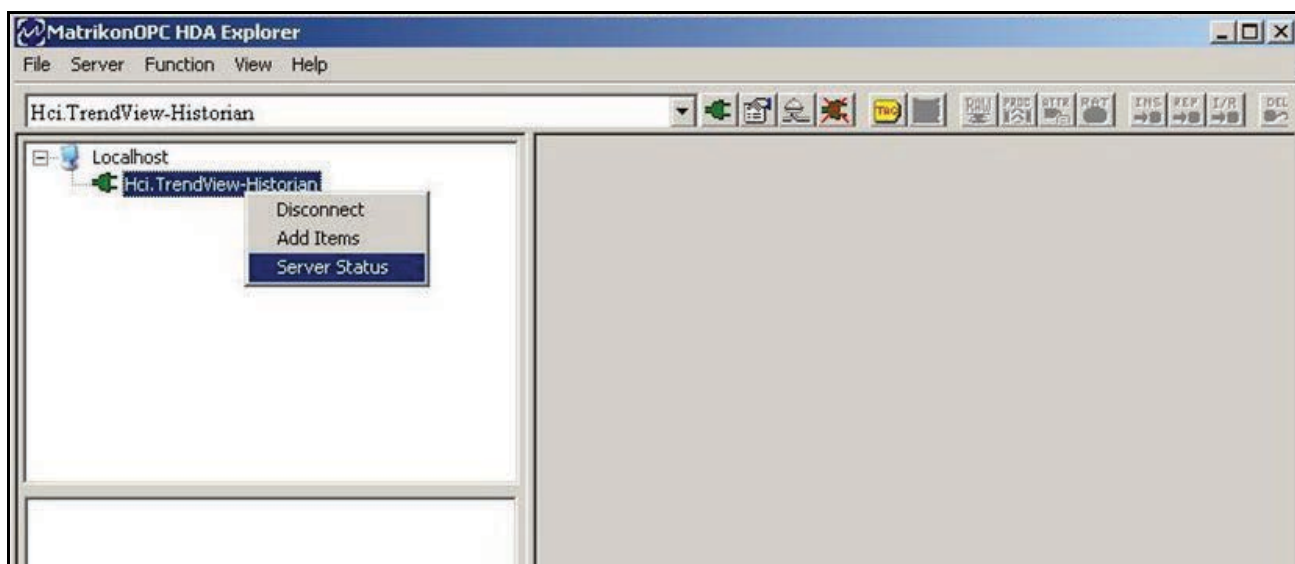 MatrikonOPC HDA Explorer
File Server Function View Help
Hci.TrendView-Historian
TAG
RAW PROC ATTR RAT INS REP I/R DEL
Localhost
Hci.TrendView-Historian
Disconnect
Add Items
Server Status